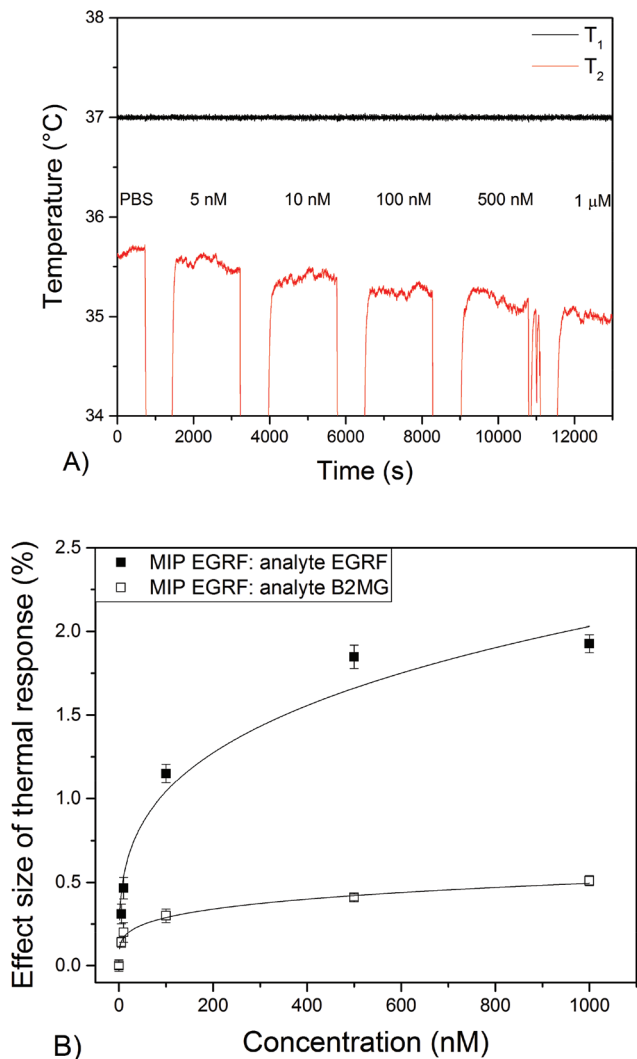 38
T1
T2
37
PBS 5 nM 10 nM 100 nM 500 nM 1 µM
36
35
34
Temperature (°C)
0 2000 4000 6000 8000 10000 12000
Time (s)
A)
2.5
MIP EGRF: analyte EGRF
MIP EGRF: analyte B2MG
2.0
1.5
1.0
0.5
0.0
Effect size of thermal response (%)
0 200 400 600 800 1000
Concentration (nM)
B)